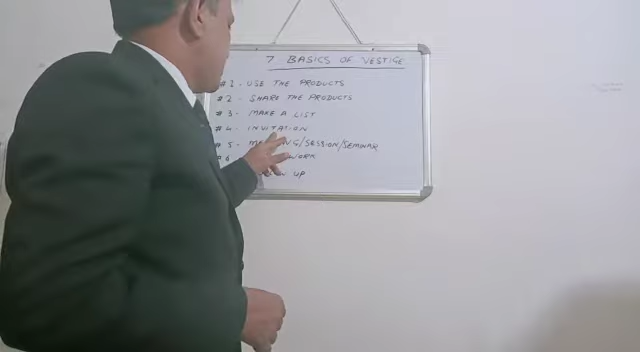 7 BASICS OF VESTIGE
#1 - USE THE PRODUCTS
#2 - SHARE THE PRODUCTS
#3 - MAKE A LIST
#4 - INVITATION
#5 - /SESSION/SEMINAR
#6
UP